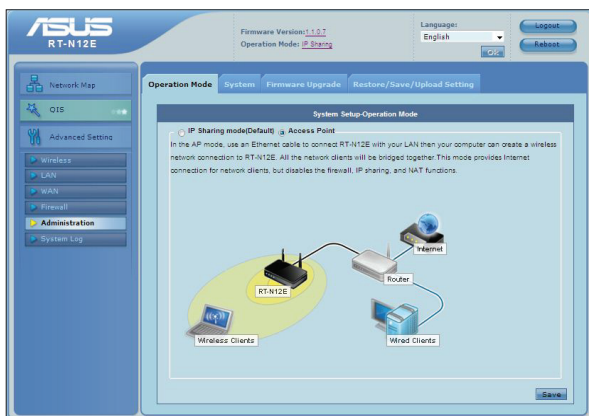 ASUS
RT-N12E
Firmware Version:1.1.0.7
Operation Mode: IP Sharing
Language:
English
OK
Logout
Reboot
Network Map
QIS
Advanced Setting
Wireless
LAN
WAN
Firewall
Administration
System Log
Operation Mode System Firmware Upgrade Restore/Save/Upload Setting
System Setup-Operation Mode
IP Sharing mode(Default) Access Point
In the AP mode, use an Ethernet cable to connect RT-N12E with your LAN then your computer can create a wireless
network connection to RT-N12E. All the network clients will be bridged together.This mode provides Internet
connection for network clients, but disables the firewall, IP sharing, and NAT functions.
Internet
Router
RT-N12E
Wireless Clients
Wired Clients
Save